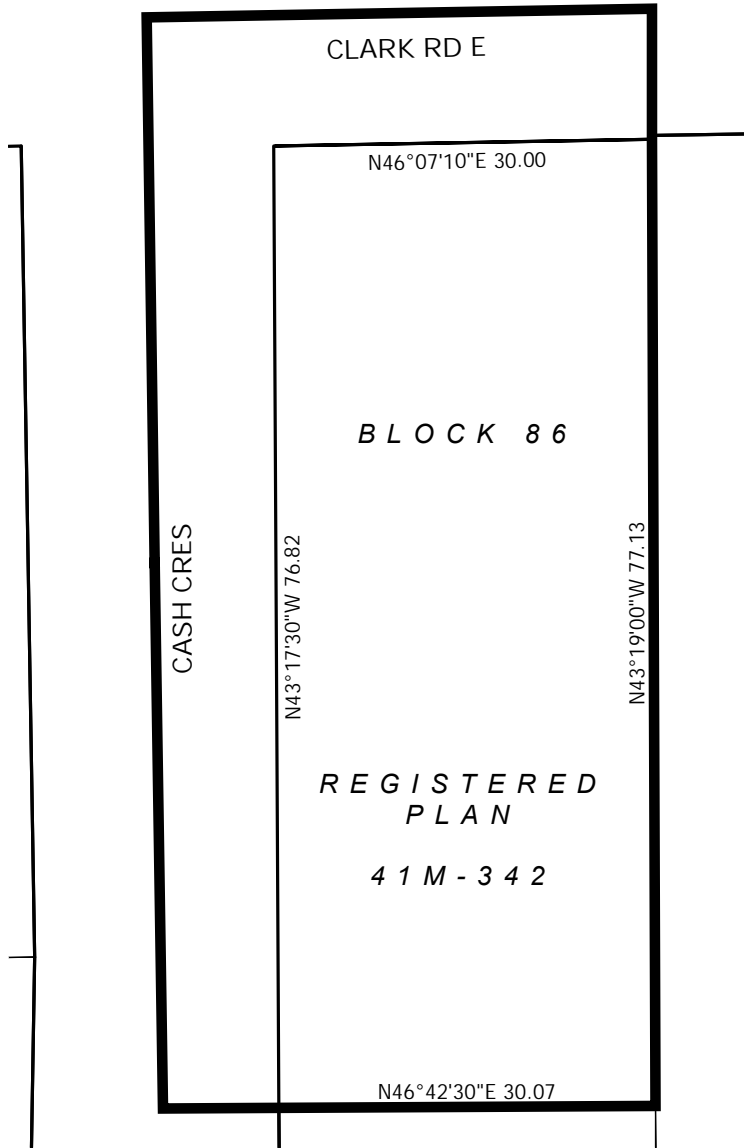 CLARK RD E
N46°07'10"E 30.00
BLOCK 86
CASH CRES
N43°17'30"W 76.82
N43°19'00"W 77.13
REGISTERED
PLAN
41M-342
N46°42'30"E 30.07